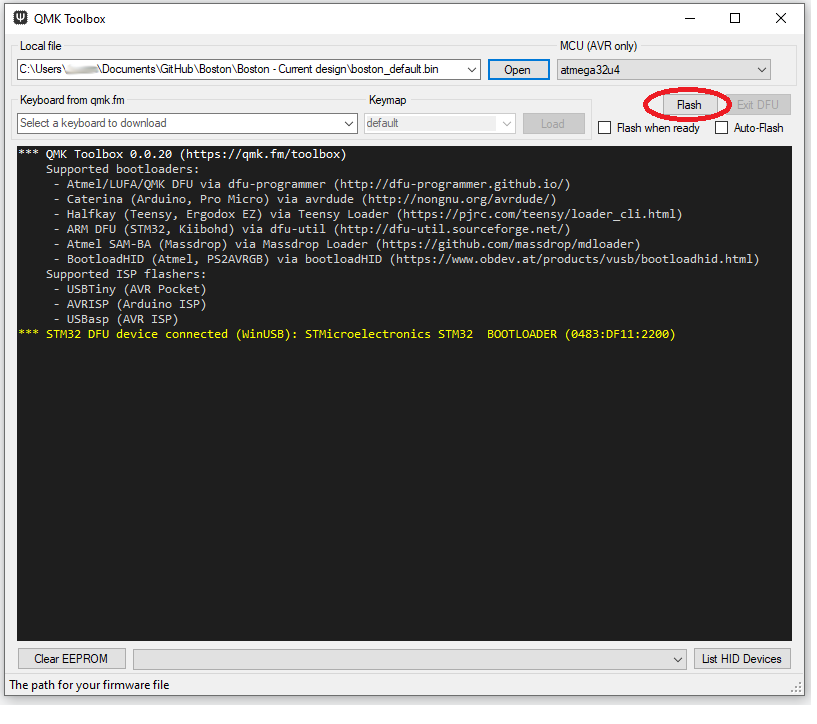 QMK Toolbox
Local file
MCU (AVR only)
C:\Users\ \Documents\GitHub\Boston\Boston - Current design\boston_default.bin
Open
atmega32u4
Keyboard from qmk.fm
Keymap
Flash
Exit DFU
Select a keyboard to download
default
Load
Flash when ready
Auto-Flash
*** QMK Toolbox 0.0.20 (https://qmk.fm/toolbox)
Supported bootloaders:
- Atmel/LUFA/QMK DFU via dfu-programmer (http://dfu-programmer.github.io/)
- Caterina (Arduino, Pro Micro) via avrdude (http://nongnu.org/avrdude/)
- Halfkay (Teensy, Ergodox EZ) via Teensy Loader (https://pjrc.com/teensy/loader_cli.html)
- ARM DFU (STM32, Kiibohd) via dfu-util (http://dfu-util.sourceforge.net/)
- Atmel SAM-BA (Massdrop) via Massdrop Loader (https://github.com/massdrop/mdloader)
- BootloadHID (Atmel, PS2AVRGB) via bootloadHID (https://www.obdev.at/products/vusb/bootloadhid.html)
Supported ISP flashers:
- USBTiny (AVR Pocket)
- AVRISP (Arduino ISP)
- USBasp (AVR ISP)
*** STM32 DFU device connected (WinUSB): STMicroelectronics STM32  BOOTLOADER (0483:DF11:2200)
Clear EEPROM
List HID Devices
The path for your firmware file